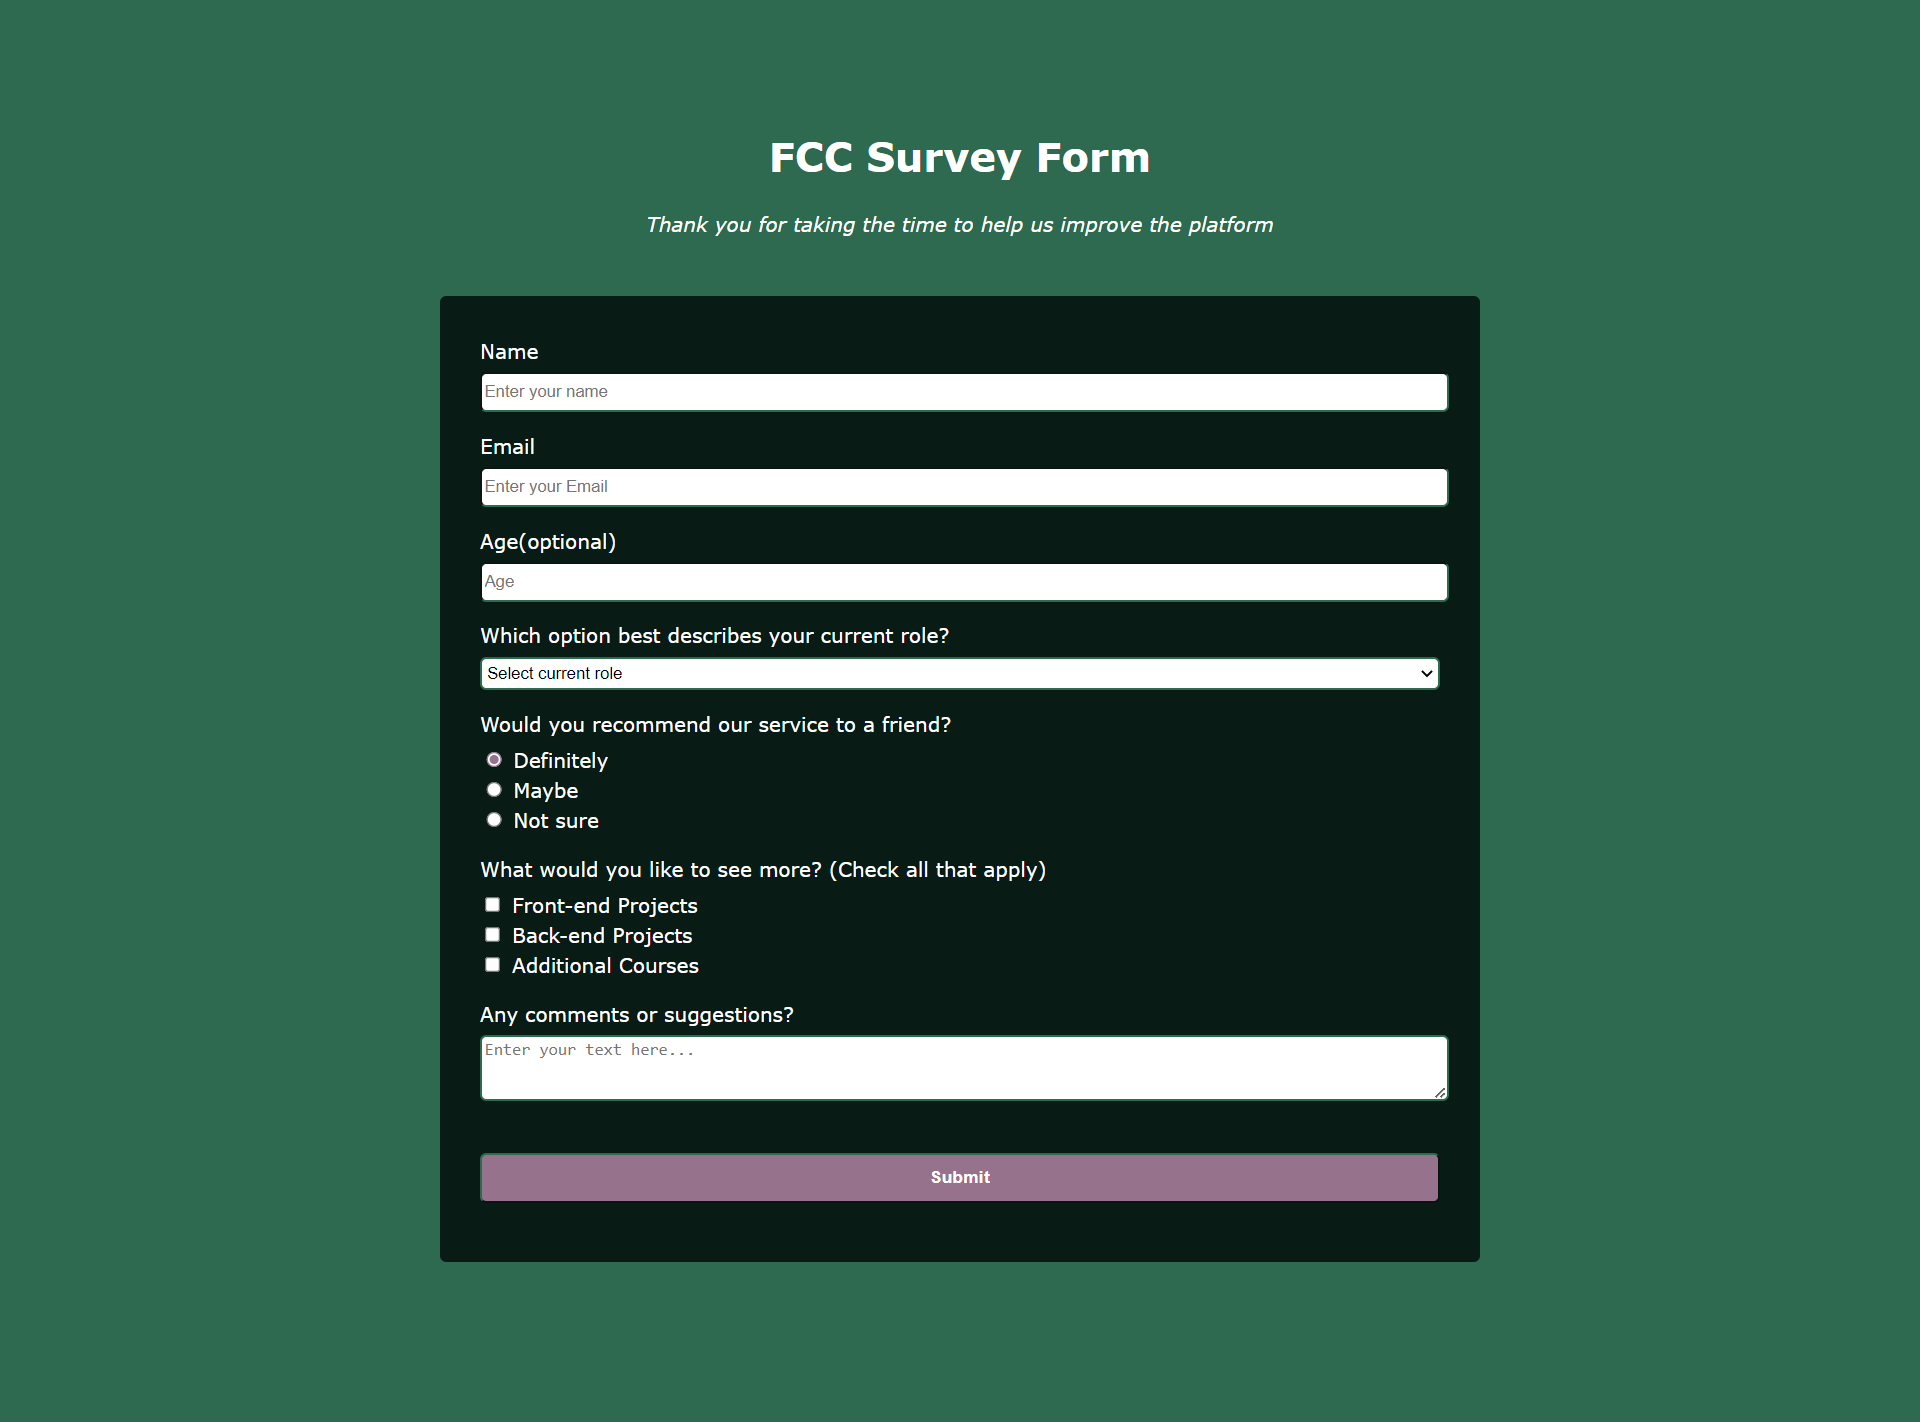 FCC Survey Form
Thank you for taking the time to help us improve the platform
Name
Enter your name
Email
Enter your Email
Age(optional)
Age
Which option best describes your current role?
Select current role
Would you recommend our service to a friend?
Definitely
Maybe
Not sure
What would you like to see more? (Check all that apply)
Front-end Projects
Back-end Projects
Additional Courses
Any comments or suggestions?
Enter your text here...
Submit